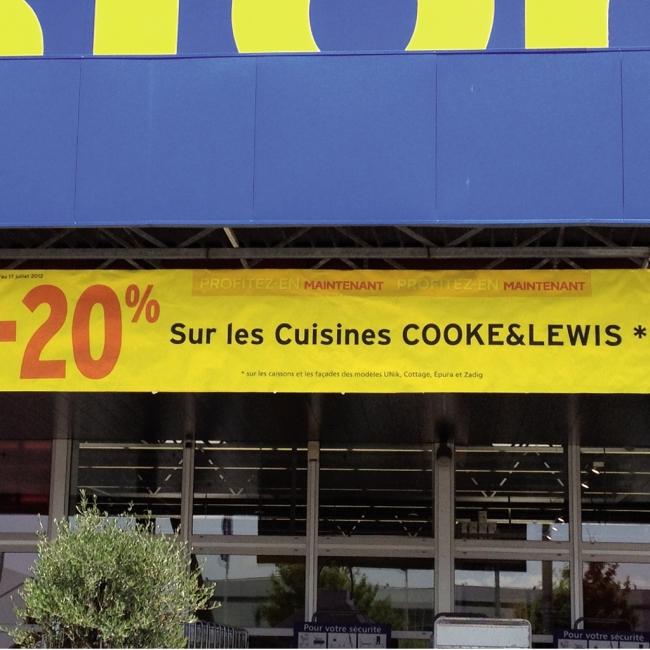 'au 17 juillet 2012
PROFITEZ-EN MAINTENANT PROFITEZ-EN MAINTENANT
-20%
Sur les Cuisines COOKE&LEWIS *
* sur les caissons et les façades des modèles UNik, Cottage, Epura et Zadig
Pour votre sécurité
Pour votre sécurité